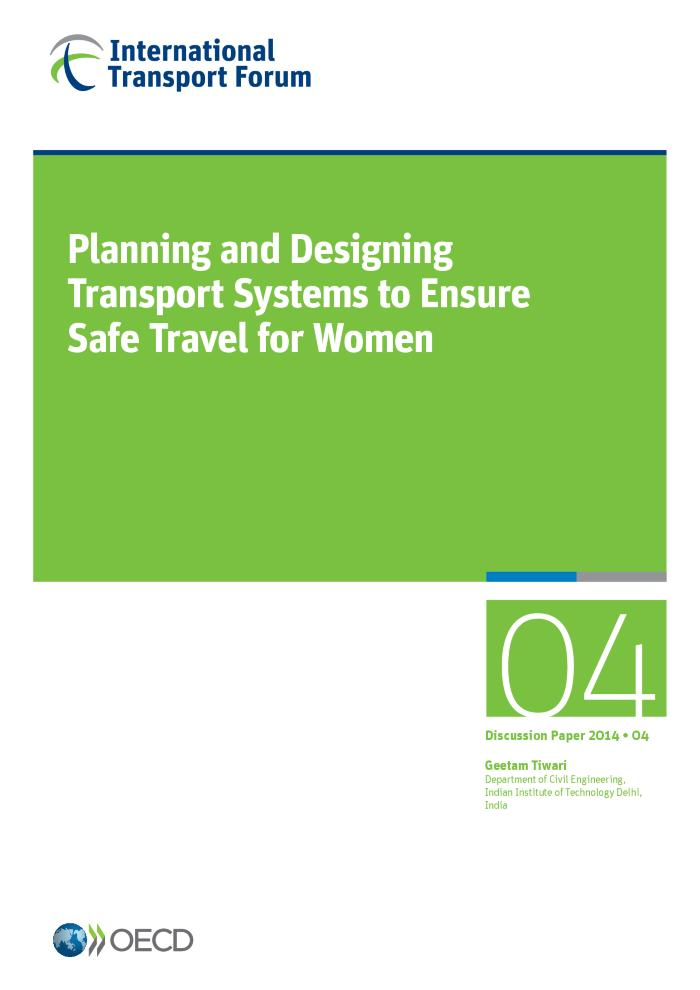 International
Transport Forum
Planning and Designing
Transport Systems to Ensure
Safe Travel for Women
04
Discussion Paper 2014 • 04
Geetam Tiwari
Department of Civil Engineering,
Indian Institute of Technology Delhi,
India
OECD